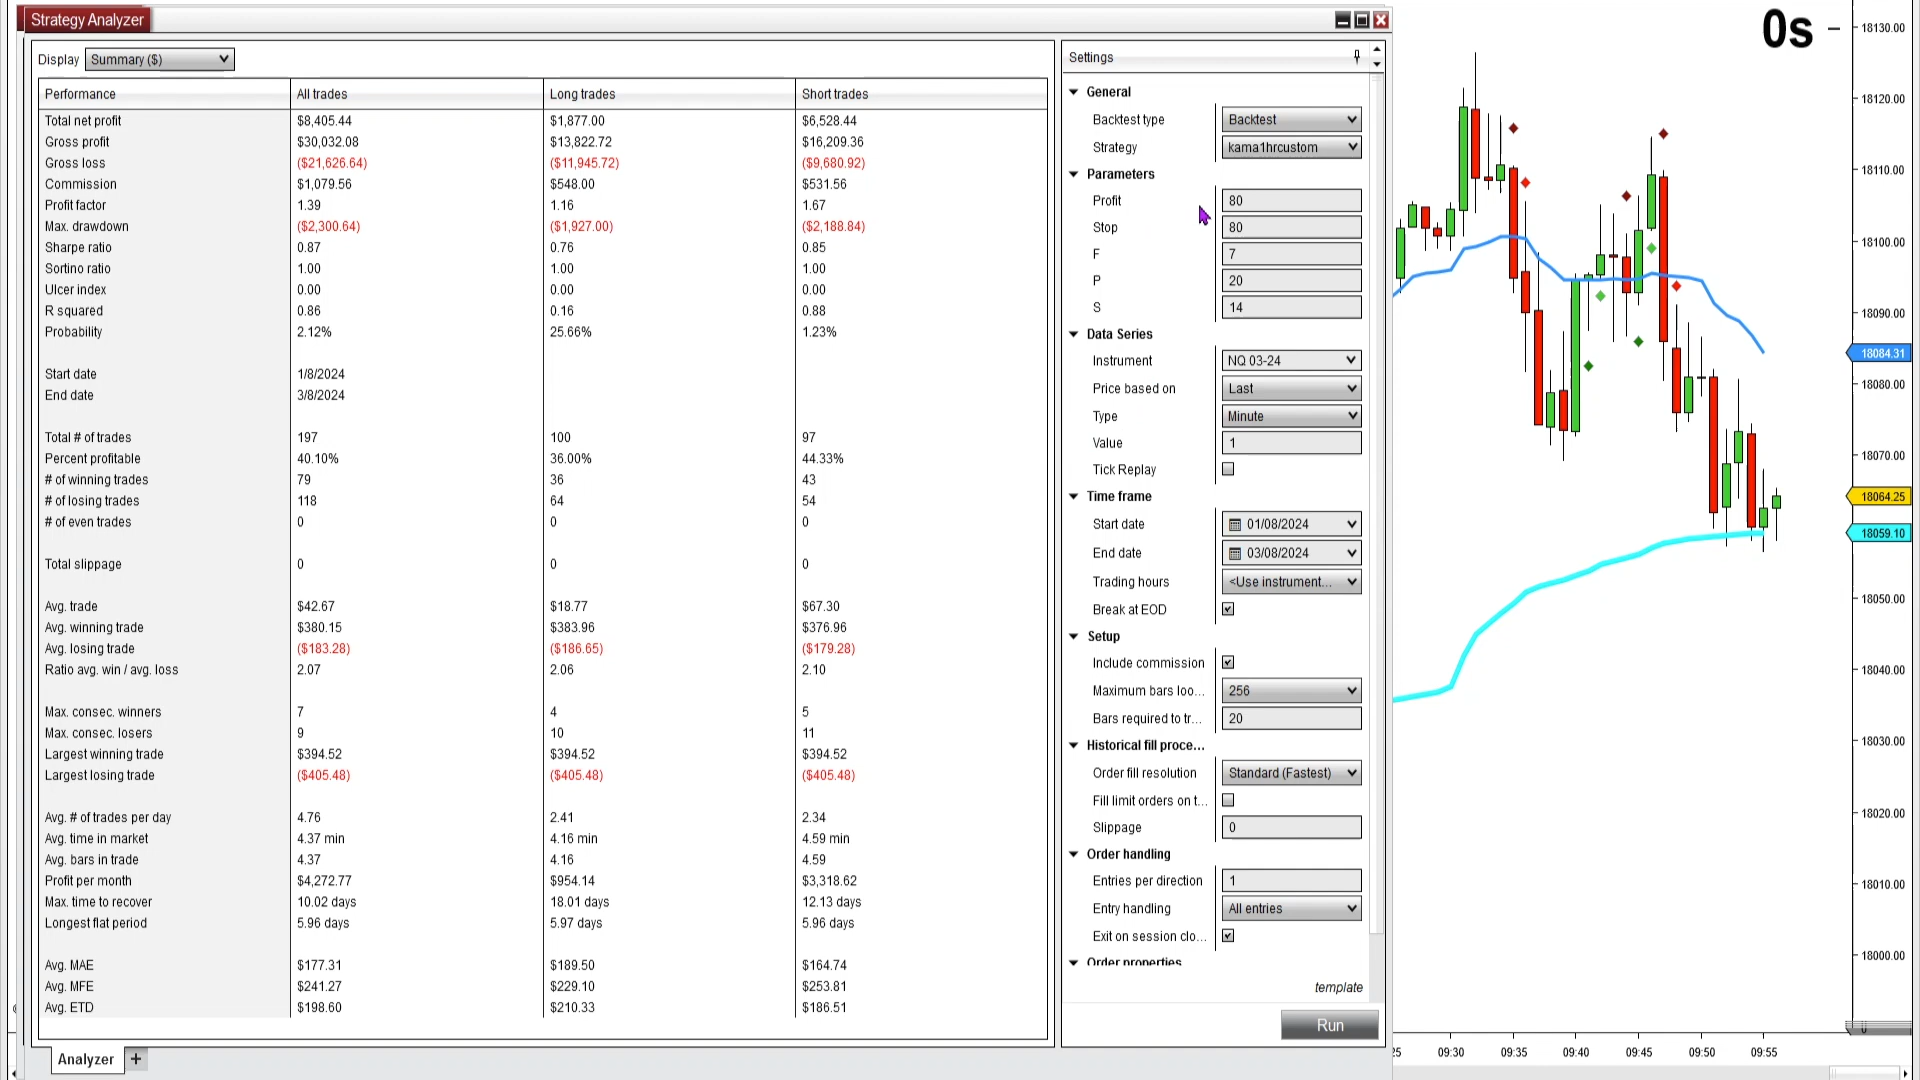 Strategy Analyzer
Display Summary ($)
Performance All trades Long trades Short trades
Total net profit $8,405.44 $1,877.00 $6,528.44
Gross profit $30,032.08 $13,822.72 $16,209.36
Gross loss ($21,626.64) ($11,945.72) ($9,680.92)
Commission $1,079.56 $548.00 $531.56
Profit factor 1.39 1.16 1.67
Max. drawdown ($2,300.64) ($1,927.00) ($2,188.84)
Sharpe ratio 0.87 0.76 0.85
Sortino ratio 1.00 1.00 1.00
Ulcer index 0.00 0.00 0.00
R squared 0.86 0.16 0.88
Probability 2.12% 25.66% 1.23%
Start date 1/8/2024
End date 3/8/2024
Total # of trades 197 100 97
Percent profitable 40.10% 36.00% 44.33%
# of winning trades 79 36 43
# of losing trades 118 64 54
# of even trades 0 0 0
Total slippage 0 0 0
Avg. trade $42.67 $18.77 $67.30
Avg. winning trade $380.15 $383.96 $376.96
Avg. losing trade ($183.28) ($186.65) ($179.28)
Ratio avg. win / avg. loss 2.07 2.06 2.10
Max. consec. winners 7 4 5
Max. consec. losers 9 10 11
Largest winning trade $394.52 $394.52 $394.52
Largest losing trade ($405.48) ($405.48) ($405.48)
Avg. # of trades per day 4.76 2.41 2.34
Avg. time in market 4.37 min 4.16 min 4.59 min
Avg. bars in trade 4.37 4.16 4.59
Profit per month $4,272.77 $954.14 $3,318.62
Max. time to recover 10.02 days 18.01 days 12.13 days
Longest flat period 5.96 days 5.97 days 5.96 days
Avg. MAE $177.31 $189.50 $164.74
Avg. MFE $241.27 $229.10 $253.81
Avg. ETD $198.60 $210.33 $186.51
Analyzer +
Settings
General
Backtest type Backtest
Strategy kama1hrcustom
Parameters
Profit 80
Stop 80
F 7
P 20
S 14
Data Series
Instrument NQ 03-24
Price based on Last
Type Minute
Value 1
Tick Replay
Time frame
Start date 01/08/2024
End date 03/08/2024
Trading hours <Use instrument...
Break at EOD
Setup
Include commission
Maximum bars loo... 256
Bars required to tr... 20
Historical fill proce...
Order fill resolution Standard (Fastest)
Fill limit orders on t...
Slippage 0
Order handling
Entries per direction 1
Entry handling All entries
Exit on session clo...
Order properties
template
Run
0s
18130.00
18120.00
18110.00
18100.00
18090.00
18084.31
18080.00
18070.00
18064.25
18059.10
18050.00
18040.00
18030.00
18020.00
18010.00
18000.00
25 09:30 09:35 09:40 09:45 09:50 09:55